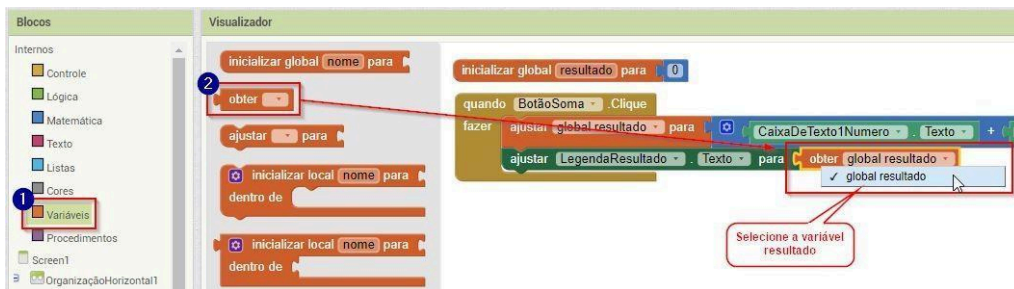 Blocos
Visualizador
Internos
Controle
Lógica
Matemática
Texto
Listas
Cores
1
Variáveis
Procedimentos
Screen1
OrganizaçãoHorizontal1
inicializar global nome para
2
obter
ajustar para
inicializar local nome para
dentro de
inicializar local nome para
dentro de
inicializar global resultado para 0
quando BotãoSoma .Clique
fazer ajustar global resultado para CaixaDeTexto1Numero . Texto +
ajustar LegendaResultado . Texto para obter global resultado
✓ global resultado
Selecione a variável
resultado